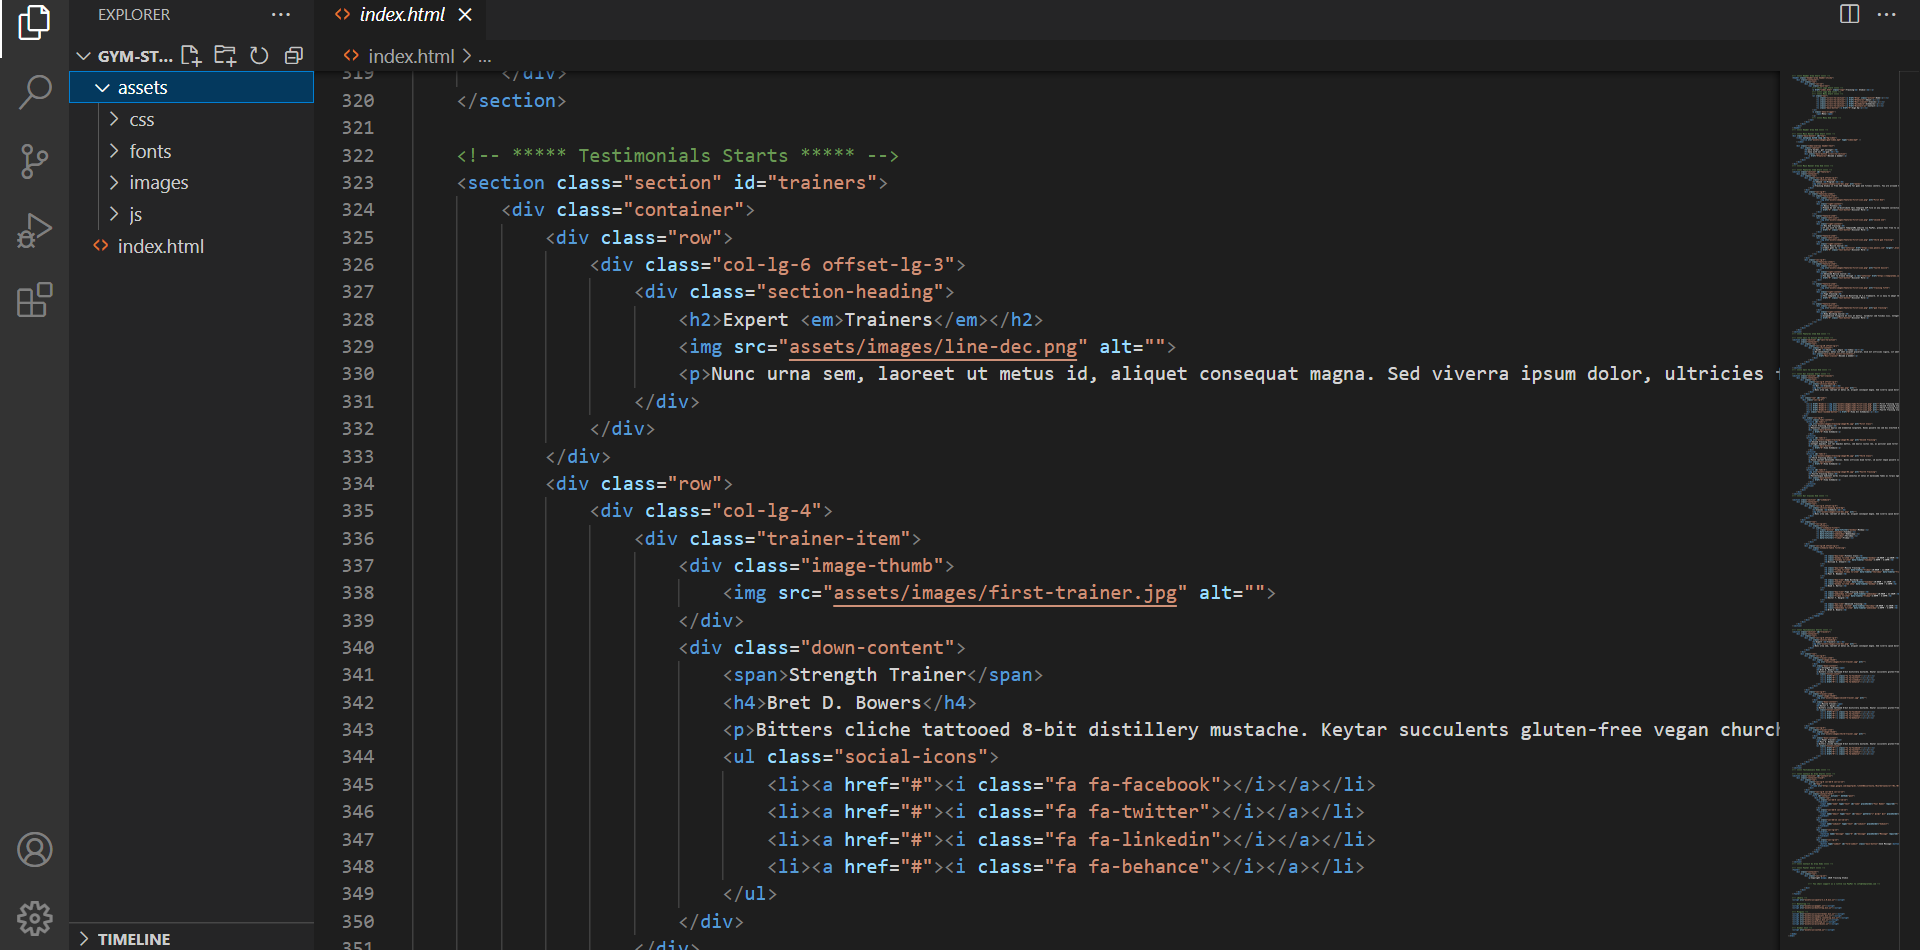 EXPLORER
GYM-ST...
assets
css
fonts
images
js
index.html
TIMELINE
index.html
index.html > ...
319 </div>
320 </section>
321
322 <!-- ***** Testimonials Starts ***** -->
323 <section class="section" id="trainers">
324 <div class="container">
325 <div class="row">
326 <div class="col-lg-6 offset-lg-3">
327 <div class="section-heading">
328 <h2>Expert <em>Trainers</em></h2>
329 <img src="assets/images/line-dec.png" alt="">
330 <p>Nunc urna sem, laoreet ut metus id, aliquet consequat magna. Sed viverra ipsum dolor, ultricies
331 </div>
332 </div>
333 </div>
334 <div class="row">
335 <div class="col-lg-4">
336 <div class="trainer-item">
337 <div class="image-thumb">
338 <img src="assets/images/first-trainer.jpg" alt="">
339 </div>
340 <div class="down-content">
341 <span>Strength Trainer</span>
342 <h4>Bret D. Bowers</h4>
343 <p>Bitters cliche tattooed 8-bit distillery mustache. Keytar succulents gluten-free vegan church
344 <ul class="social-icons">
345 <li><a href="#"><i class="fa fa-facebook"></i></a></li>
346 <li><a href="#"><i class="fa fa-twitter"></i></a></li>
347 <li><a href="#"><i class="fa fa-linkedin"></i></a></li>
348 <li><a href="#"><i class="fa fa-behance"></i></a></li>
349 </ul>
350 </div>
351 </div>